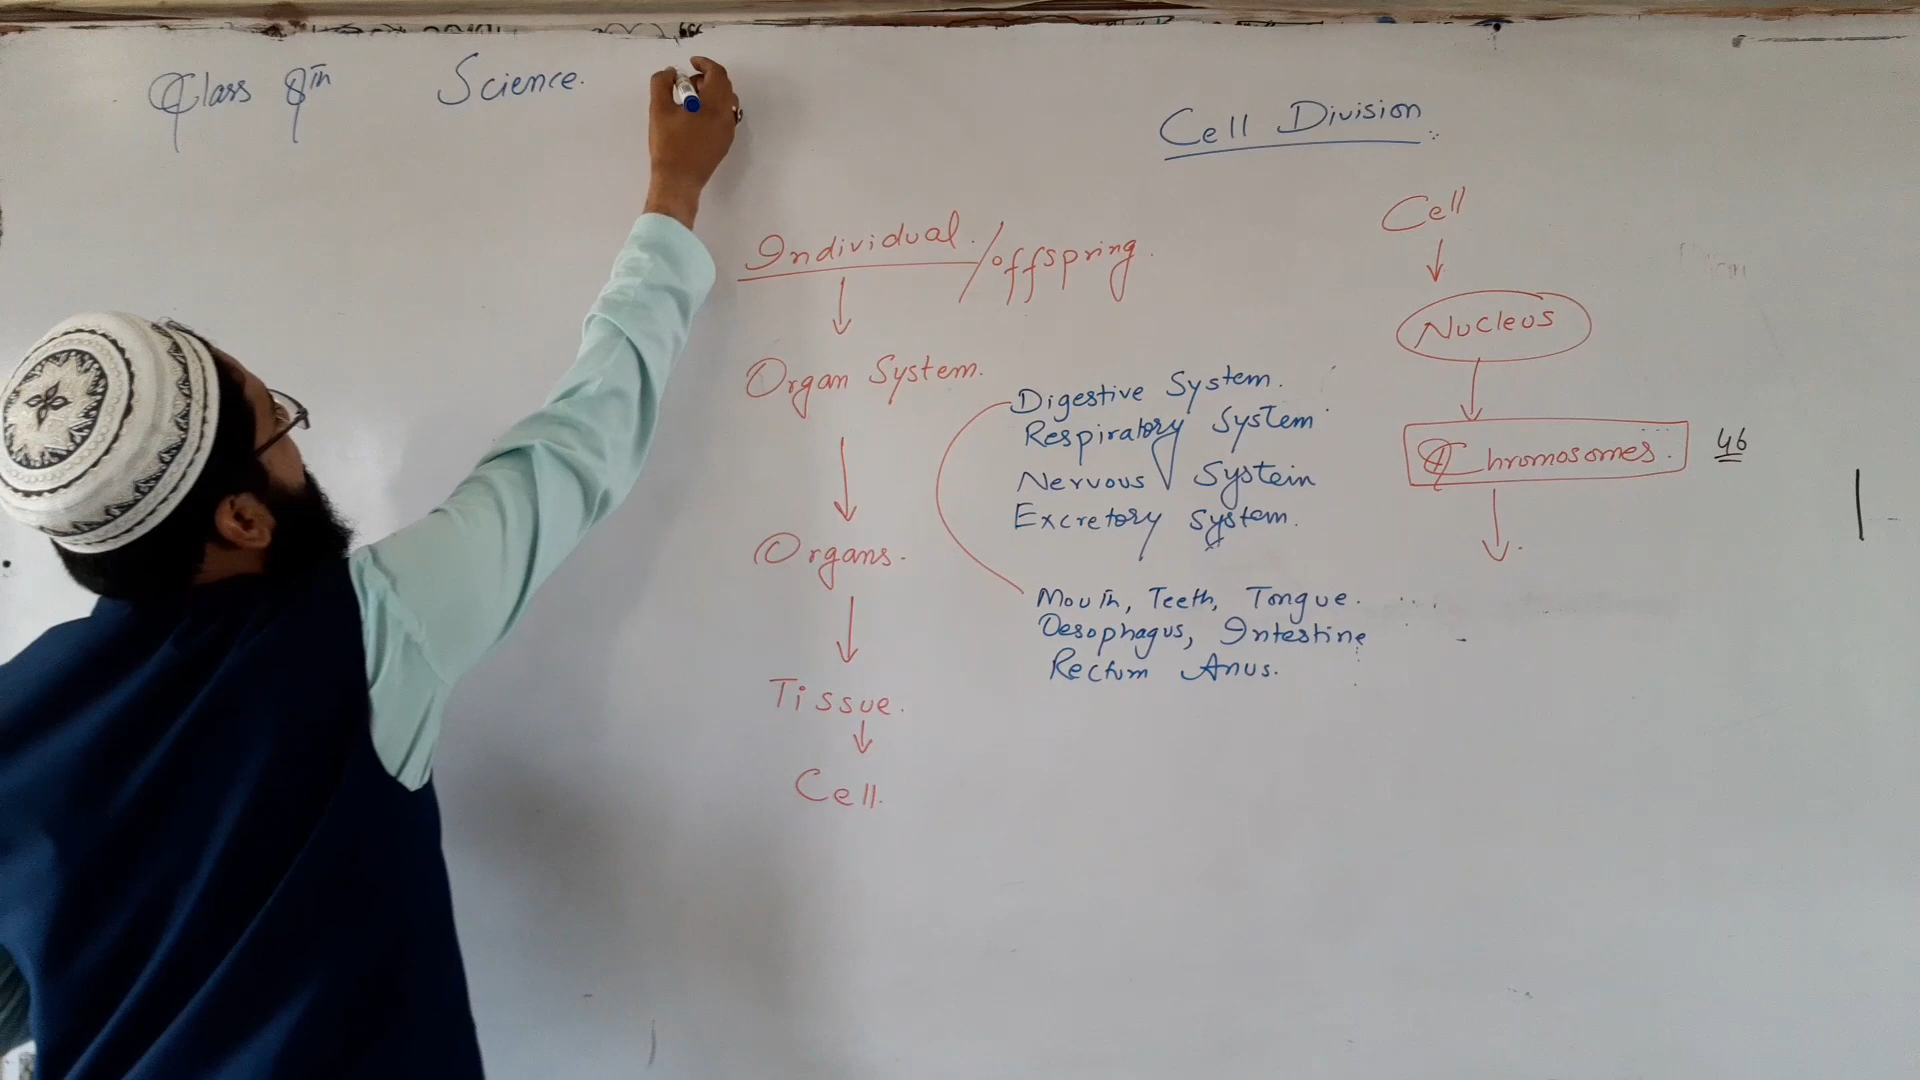 Class 8th Science.
Cell Division
Individual./offspring.
Organ System.
Organs.
Tissue.
Cell.
Digestive System.
Respiratory System
Nervous System
Excretory System.
Mouth, Teeth, Tongue.
Oesophagus, Intestine
Rectum Anus.
Cell
Nucleus
Chromosomes. 46